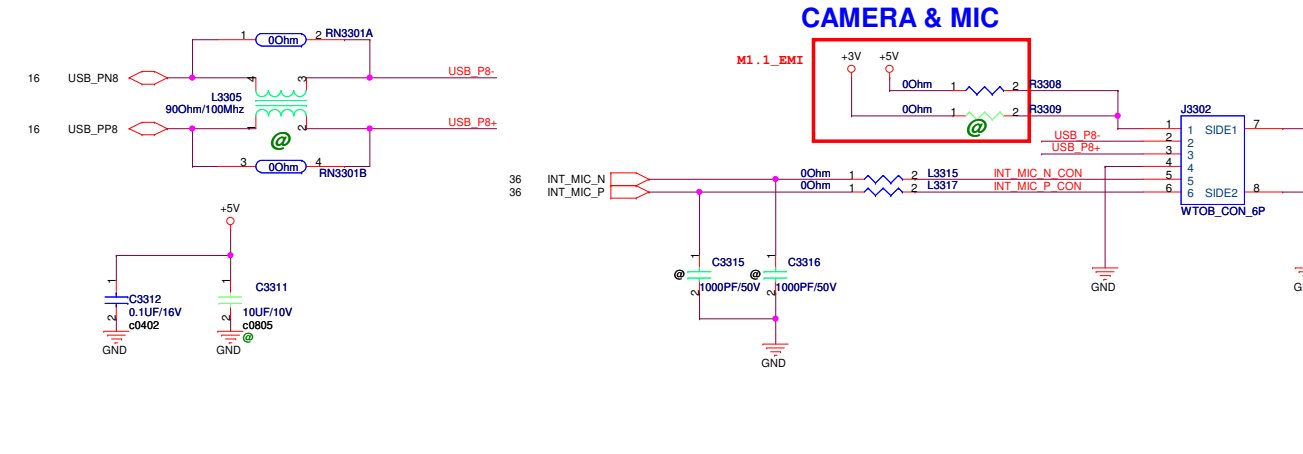 CAMERA & MIC
1 0Ohm 2 RN3301A
16 USB_PN8 4 3 USB_P8-
L3305
90Ohm/100Mhz
16 USB_PP8 1 2 USB_P8+
@
3 0Ohm 4
RN3301B
M1.1_EMI
+3V +5V
0Ohm 1 2 R3308
0Ohm 1 2 R3309
@
J3302
1 1 SIDE1 7
USB_P8- 2 2
USB_P8+ 3 3
4 4
36 INT_MIC_N 0Ohm 1 2 L3315 INT_MIC_N_CON 5 5
36 INT_MIC_P 0Ohm 1 2 L3317 INT_MIC_P_CON 6 6 SIDE2 8
WTOB_CON_6P
+5V
1 C3312
2 0.1UF/16V
c0402
GND
1 C3311
2 10UF/10V
c0805
@
GND
1 C3315
@
2 1000PF/50V
1 C3316
@
2 1000PF/50V
GND
GND
G